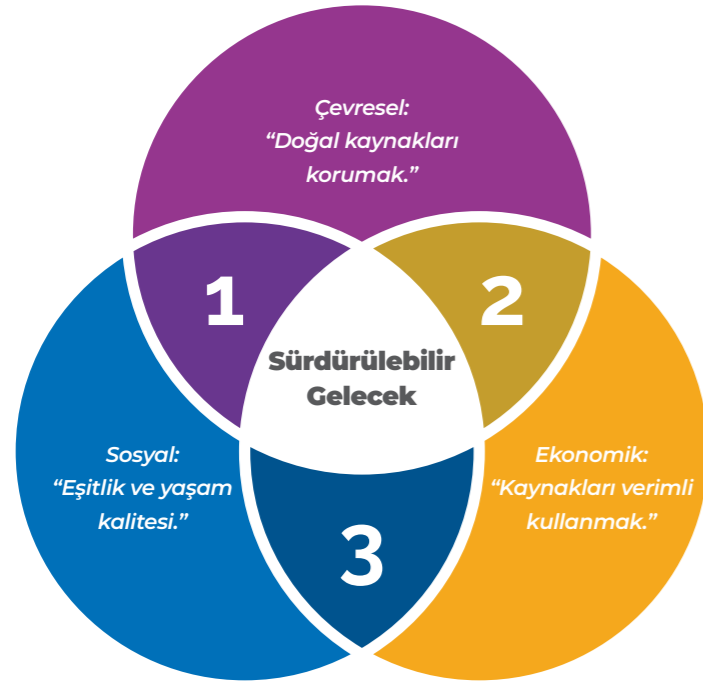 Çevresel:
“Doğal kaynakları
korumak.”
1
2
Sürdürülebilir
Gelecek
Sosyal:
“Eşitlik ve yaşam
kalitesi.”
Ekonomik:
“Kaynakları verimli
kullanmak.”
3